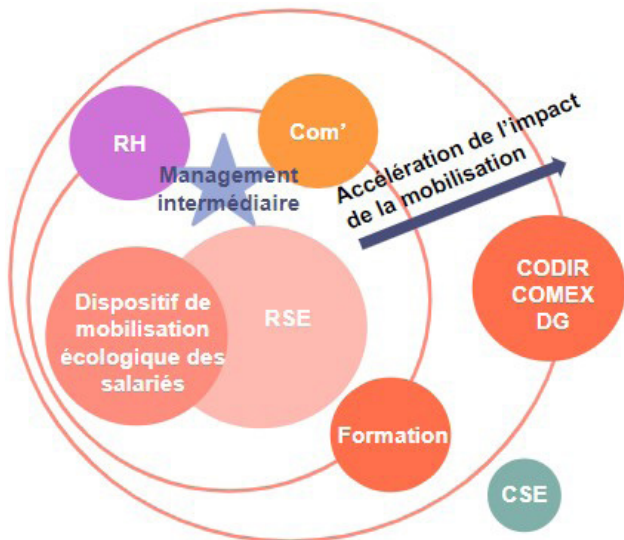 RH
Com’
Management
intermédiaire
Accélération de l’impact
de la mobilisation
Dispositif de
mobilisation
écologique des
salariés
RSE
CODIR
COMEX
DG
Formation
CSE